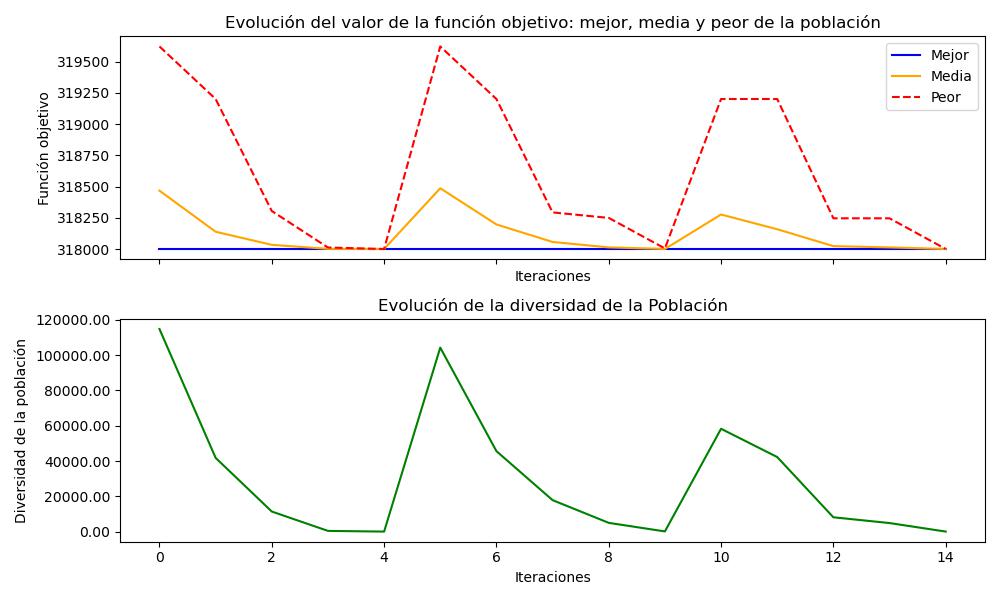 Evolución del valor de la función objetivo: mejor, media y peor de la población
Función objetivo
319500
319250
319000
318750
318500
318250
318000
Mejor
Media
Peor
Iteraciones
Evolución de la diversidad de la Población
Diversidad de la población
120000.00
100000.00
80000.00
60000.00
40000.00
20000.00
0.00
0 2 4 6 8 10 12 14
Iteraciones